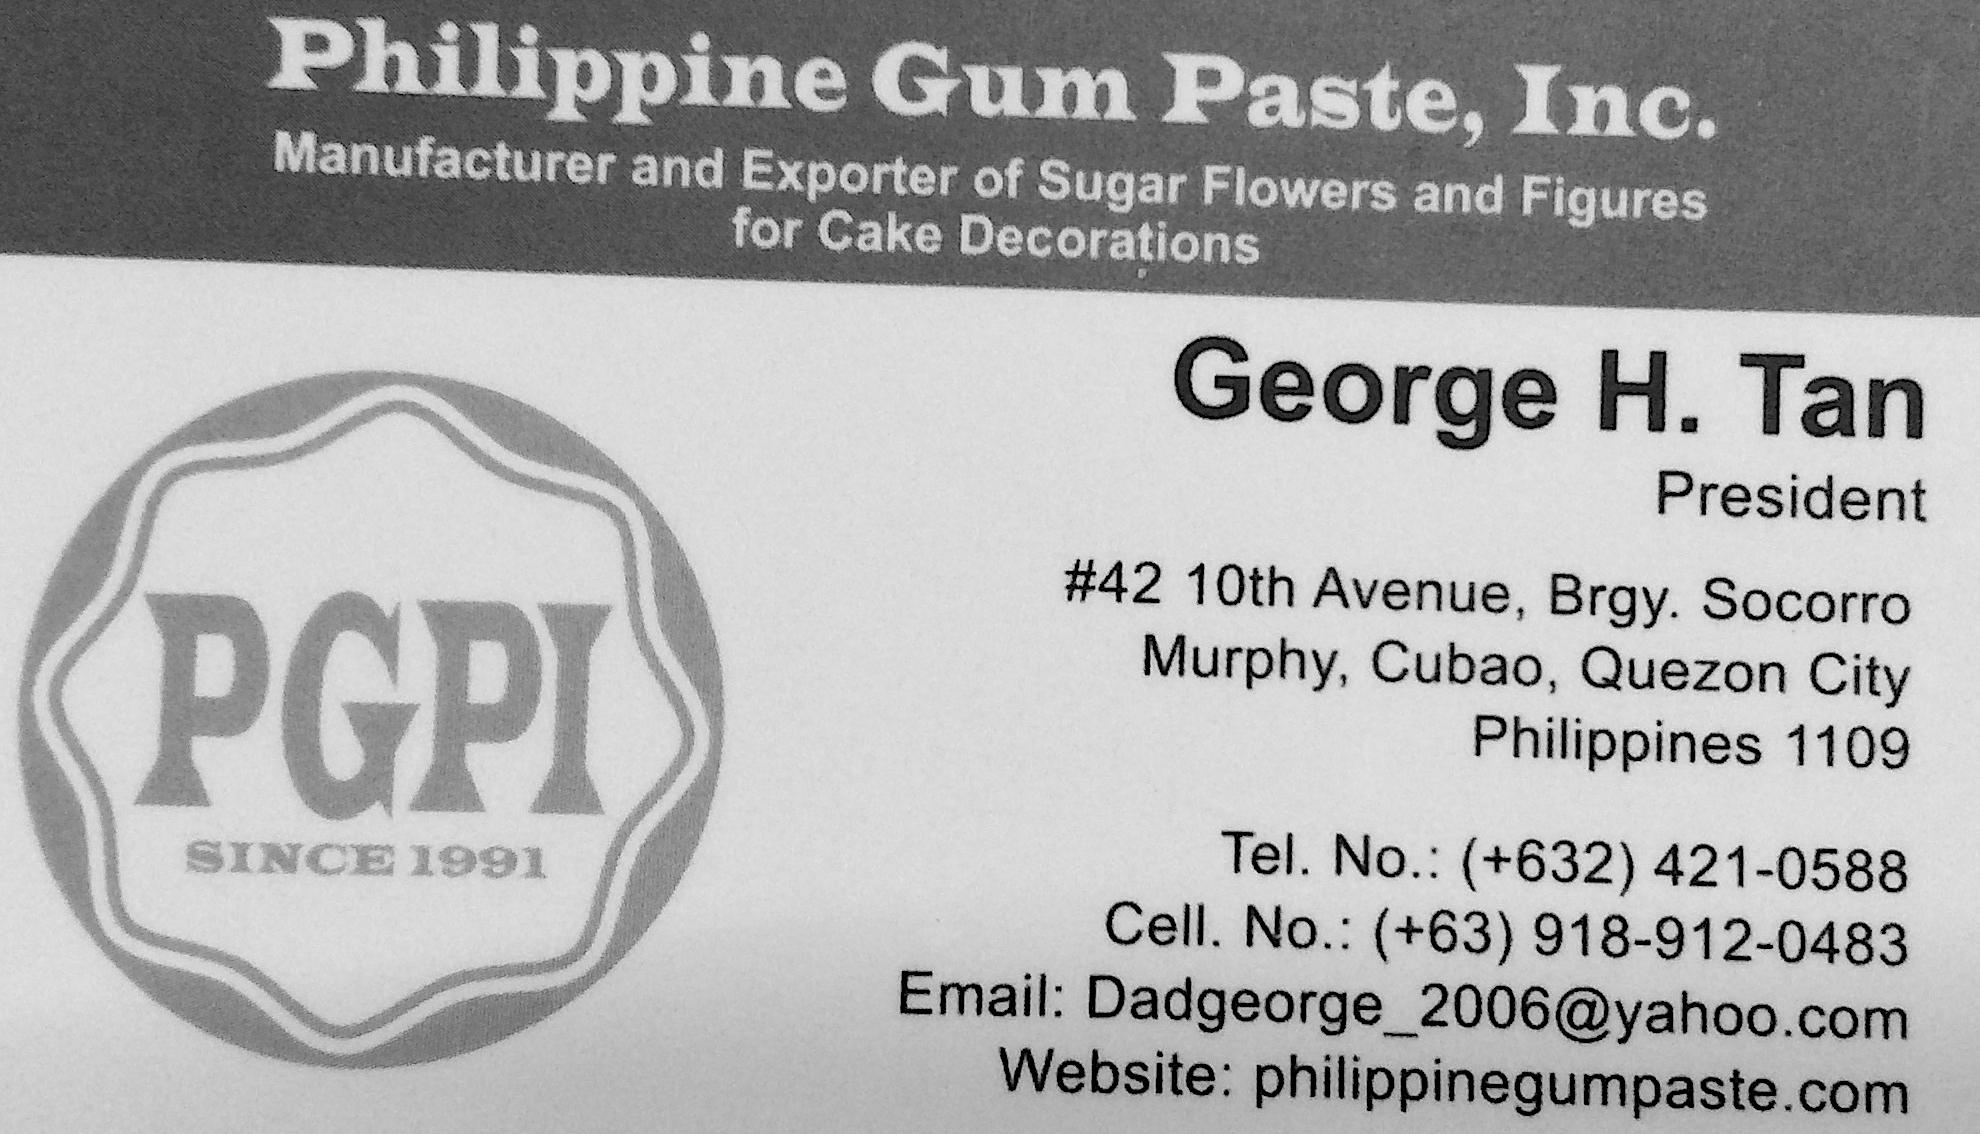 Philippine Gum Paste, Inc.
Manufacturer and Exporter of Sugar Flowers and Figures
for Cake Decorations
George H. Tan
President
#42 10th Avenue, Brgy. Socorro
Murphy, Cubao, Quezon City
Philippines 1109
PGPI
SINCE 1991
Tel. No.: (+632) 421-0588
Cell. No.: (+63) 918-912-0483
Email: Dadgeorge_2006@yahoo.com
Website: philippinegumpaste.com